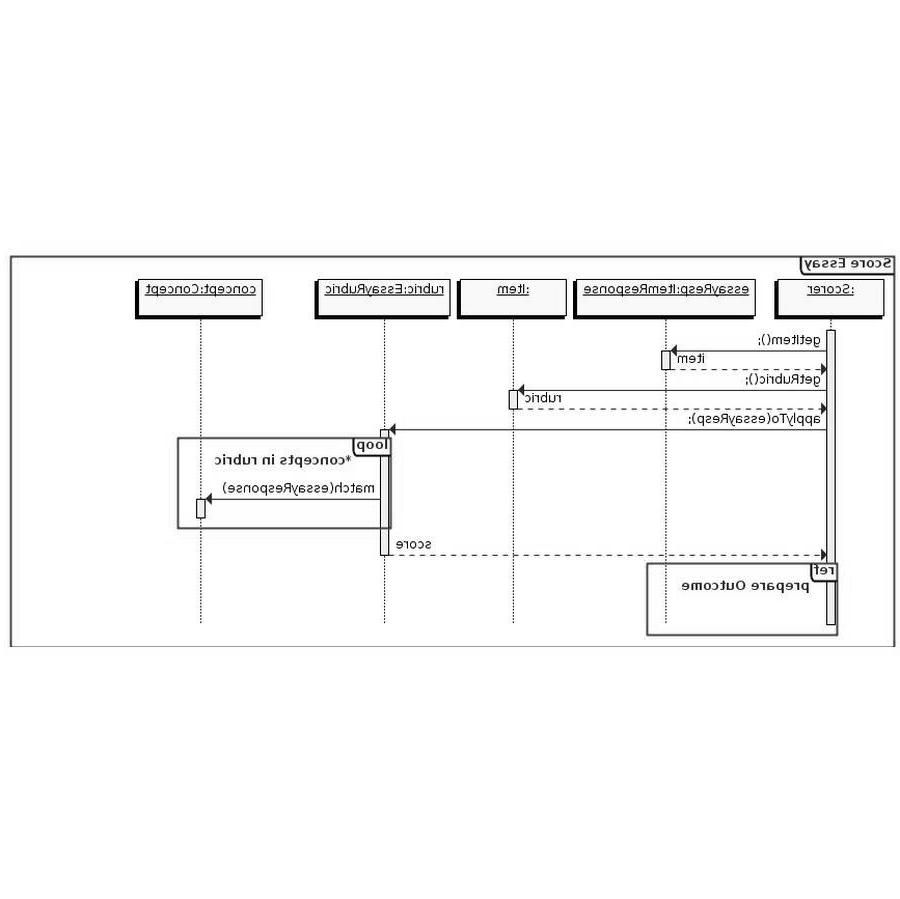 Score Essay
:Scorer
essayResp:ItemResponse
:Item
rubric:EssayRubric
concept:Concept
getItem();
item
getRubric();
rubric
applyTo(essayResp);
loop
*concepts in rubric
match(essayResponse)
score
ref
prepare Outcome